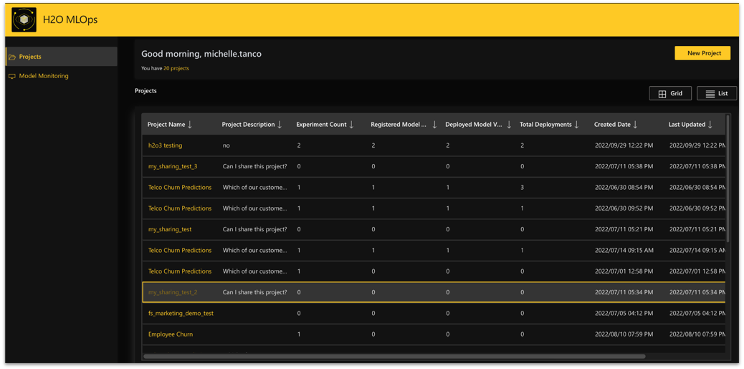 H2O MLOps
Projects
Model Monitoring
Good morning, michelle.tanco
You have 20 projects
New Project
Projects
Grid List
Project Name ↓ Project Description ↓ Experiment Count ↓ Registered Model ... ↓ Deployed Model V... ↓ Total Deployments ↓ Created Date ↓ Last Updated ↓
h2o3 testing no 2 2 2 2 2022/09/29 12:22 PM 2022/09/29 12:22 PM
my_sharing_test_3 Can I share this project? 0 0 0 0 2022/07/11 05:38 PM 2022/07/11 05:38 PM
Telco Churn Predictions Which of our custome... 1 1 1 3 2022/06/30 08:54 PM 2022/06/30 08:54 PM
Telco Churn Predictions Which of our custome... 1 1 1 1 2022/06/30 09:52 PM 2022/06/30 09:52 PM
my_sharing_test Can I share this project? 0 0 0 0 2022/07/11 05:21 PM 2022/07/11 05:21 PM
Telco Churn Predictions Which of our custome... 1 1 1 1 2022/07/14 09:15 AM 2022/07/14 09:15 AM
Telco Churn Predictions Which of our custome... 1 0 0 0 2022/07/01 12:58 PM 2022/07/01 12:58 PM
my_sharing_test_2 Can I share this project? 0 0 0 0 2022/07/11 05:34 PM 2022/07/11 05:34 PM
fs_marketing_demo_test 0 0 0 0 2022/07/05 04:12 PM 2022/07/05 04:12 PM
Employee Churn 1 0 0 0 2022/08/10 07:59 PM 2022/08/10 07:59 PM